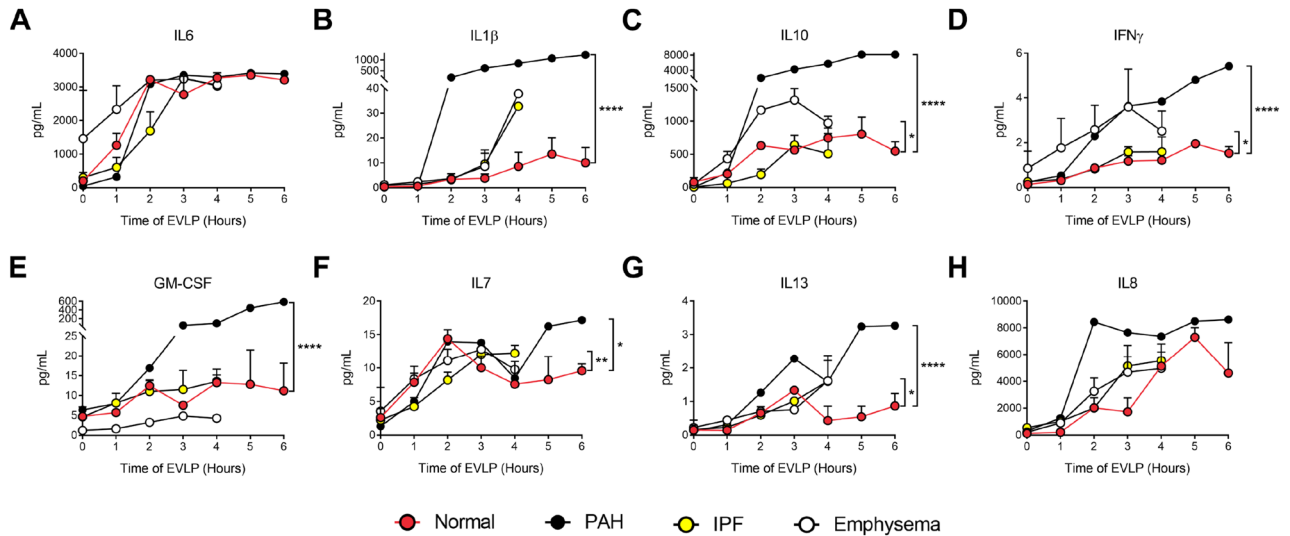 A
IL6
pg/mL
4000
3000
2000
1000
0
0 1 2 3 4 5 6
Time of EVLP (Hours)
B
IL1β
pg/mL
1000
500
40
30
20
10
0
0 1 2 3 4 5 6
Time of EVLP (Hours)
****
C
IL10
pg/mL
8000
4000
1500
1000
500
0
0 1 2 3 4 5 6
Time of EVLP (Hours)
*
****
D
IFNγ
pg/mL
6
4
2
0
0 1 2 3 4 5 6
Time of EVLP (Hours)
*
****
E
GM-CSF
pg/mL
600
400
200
25
20
15
10
5
0
0 1 2 3 4 5 6
Time of EVLP (Hours)
****
F
IL7
pg/mL
20
15
10
5
0
0 1 2 3 4 5 6
Time of EVLP (Hours)
**
*
G
IL13
pg/mL
4
3
2
1
0
0 1 2 3 4 5 6
Time of EVLP (Hours)
*
****
H
IL8
pg/mL
10000
8000
6000
4000
2000
0
0 1 2 3 4 5 6
Time of EVLP (Hours)
Normal PAH IPF Emphysema